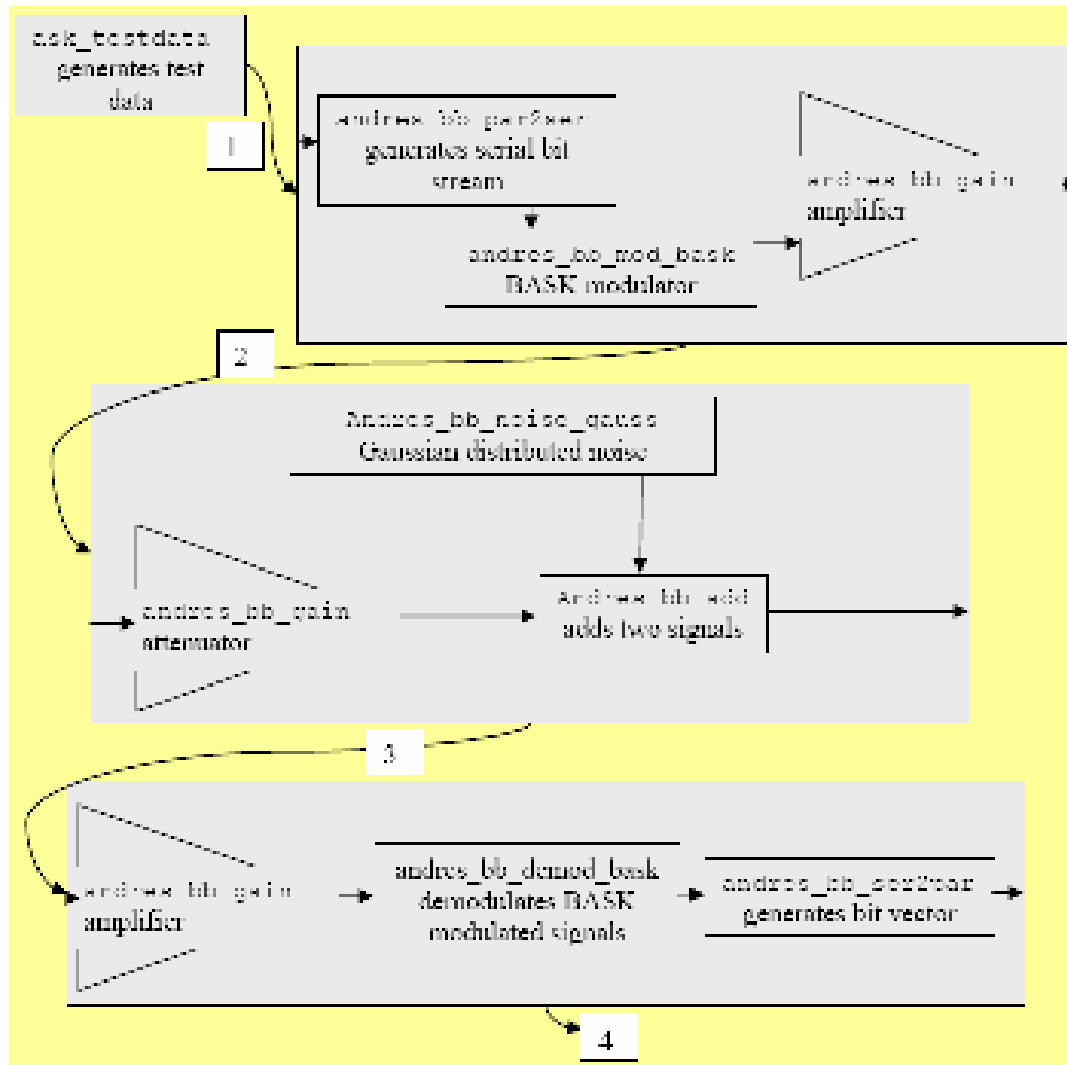 ask_testdata
generates test
data
1
andres_bb_par2ser
generates serial bit
stream
andres_bb_gain
amplifier
andres_bb_mod_bask
BASK modulator
2
Andres_bb_noise_gauss
Gaussian distributed noise
andres_bb_gain
attenuator
Andres_bb_add
adds two signals
3
andres_bb_gain
amplifier
andres_bb_demod_bask
demodulates BASK
modulated signals
andres_bb_ser2par
generates bit vector
4